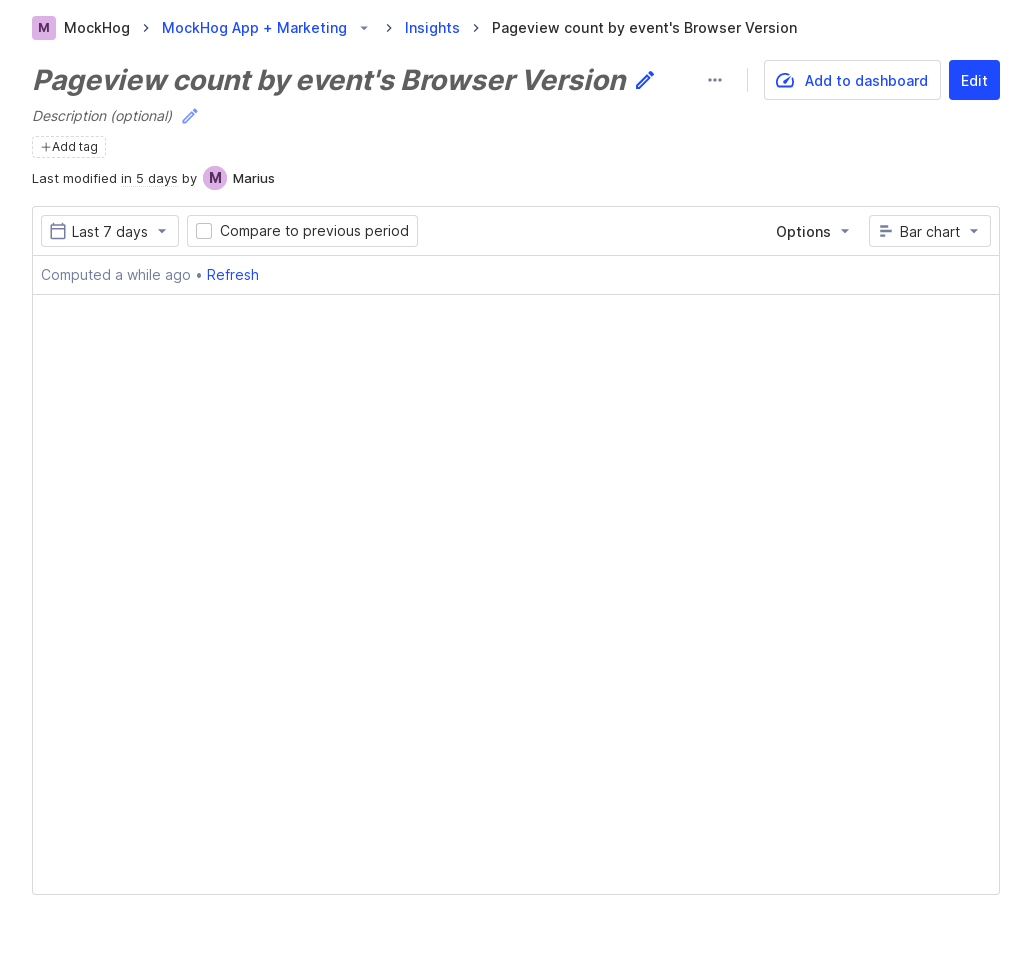 M MockHog MockHog App + Marketing Insights Pageview count by event's Browser Version
Pageview count by event's Browser Version
Add to dashboard
Edit
Description (optional)
Add tag
Last modified in 5 days by M Marius
Last 7 days Compare to previous period Options Bar chart
Computed a while ago • Refresh